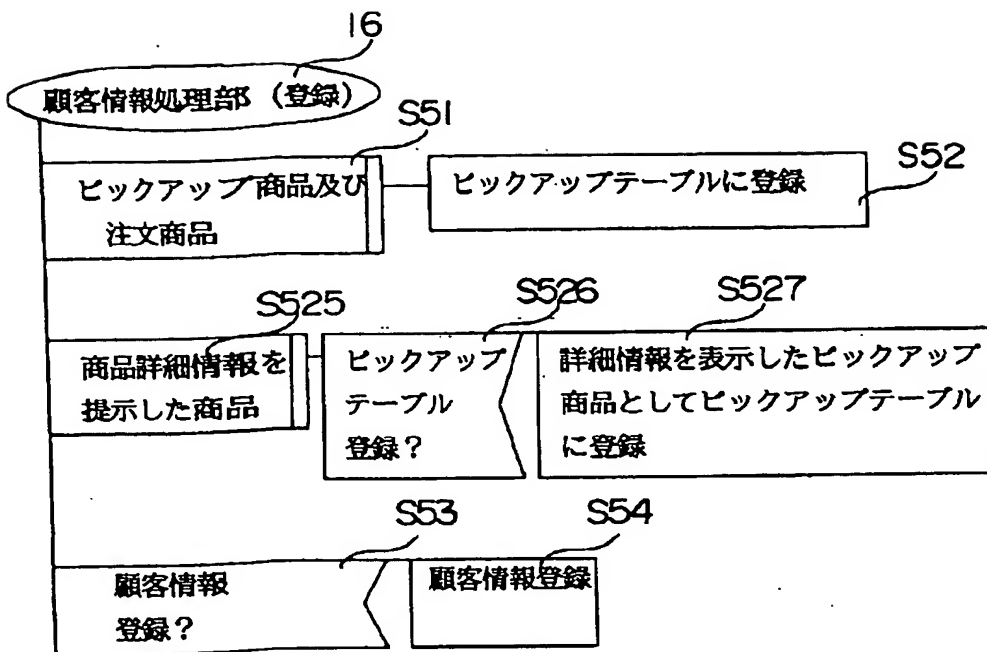 16
顧客情報処理部（登録）
S51
S52
ピックアップ商品及び
注文商品
ピックアップテーブルに登録
S525
S526
S527
商品詳細情報を
提示した商品
ピックアップ
テーブル
登録？
詳細情報を表示したピックアップ
商品としてピックアップテーブル
に登録
S53
S54
顧客情報
登録？
顧客情報登録